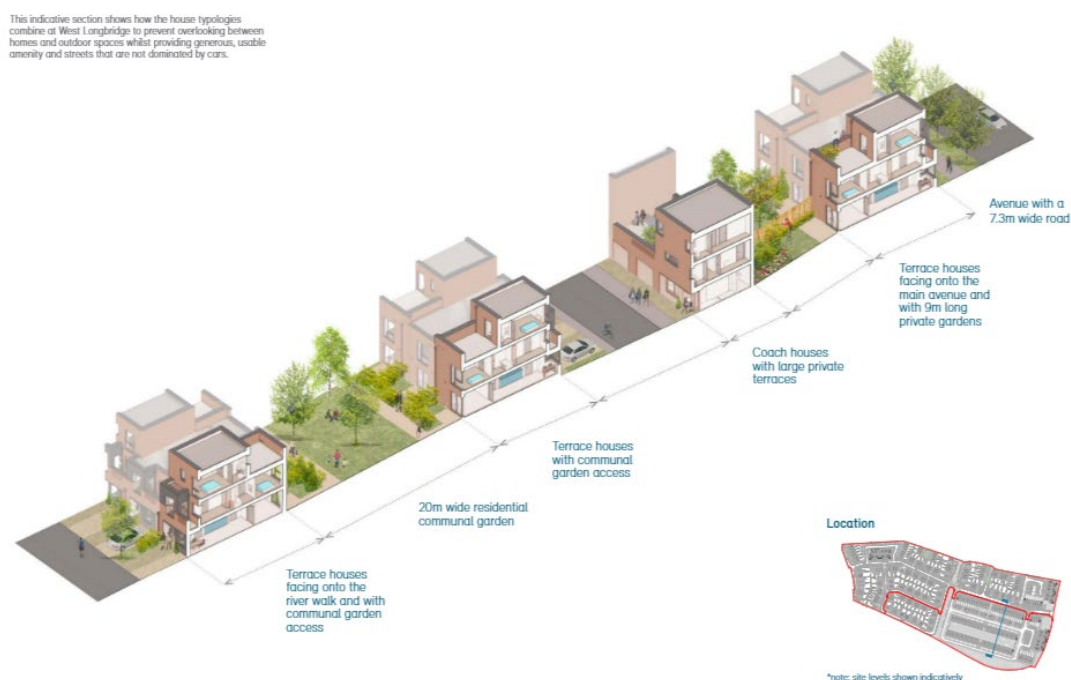 This indicative section shows how the house typologies
combine at West Longbridge to prevent overlooking between
homes and outdoor spaces whilst providing generous, usable
amenity and streets that are not dominated by cars.
Avenue with a
7.3m wide road
Terrace houses
facing onto the
main avenue and
with 9m long
private gardens
Coach houses
with large private
terraces
Terrace houses
with communal
garden access
20m wide residential
communal garden
Terrace houses
facing onto the
river walk and with
communal garden
access
Location
*note: site levels shown indicatively